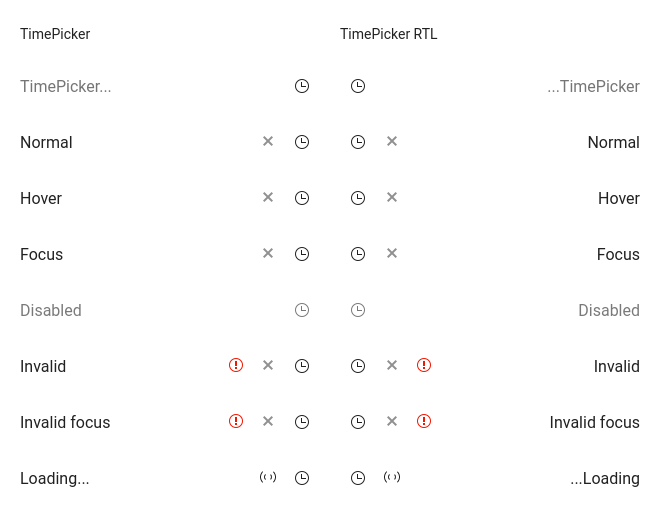 TimePicker TimePicker RTL
TimePicker... ...TimePicker
Normal Normal
Hover Hover
Focus Focus
Disabled Disabled
Invalid Invalid
Invalid focus Invalid focus
Loading... ...Loading